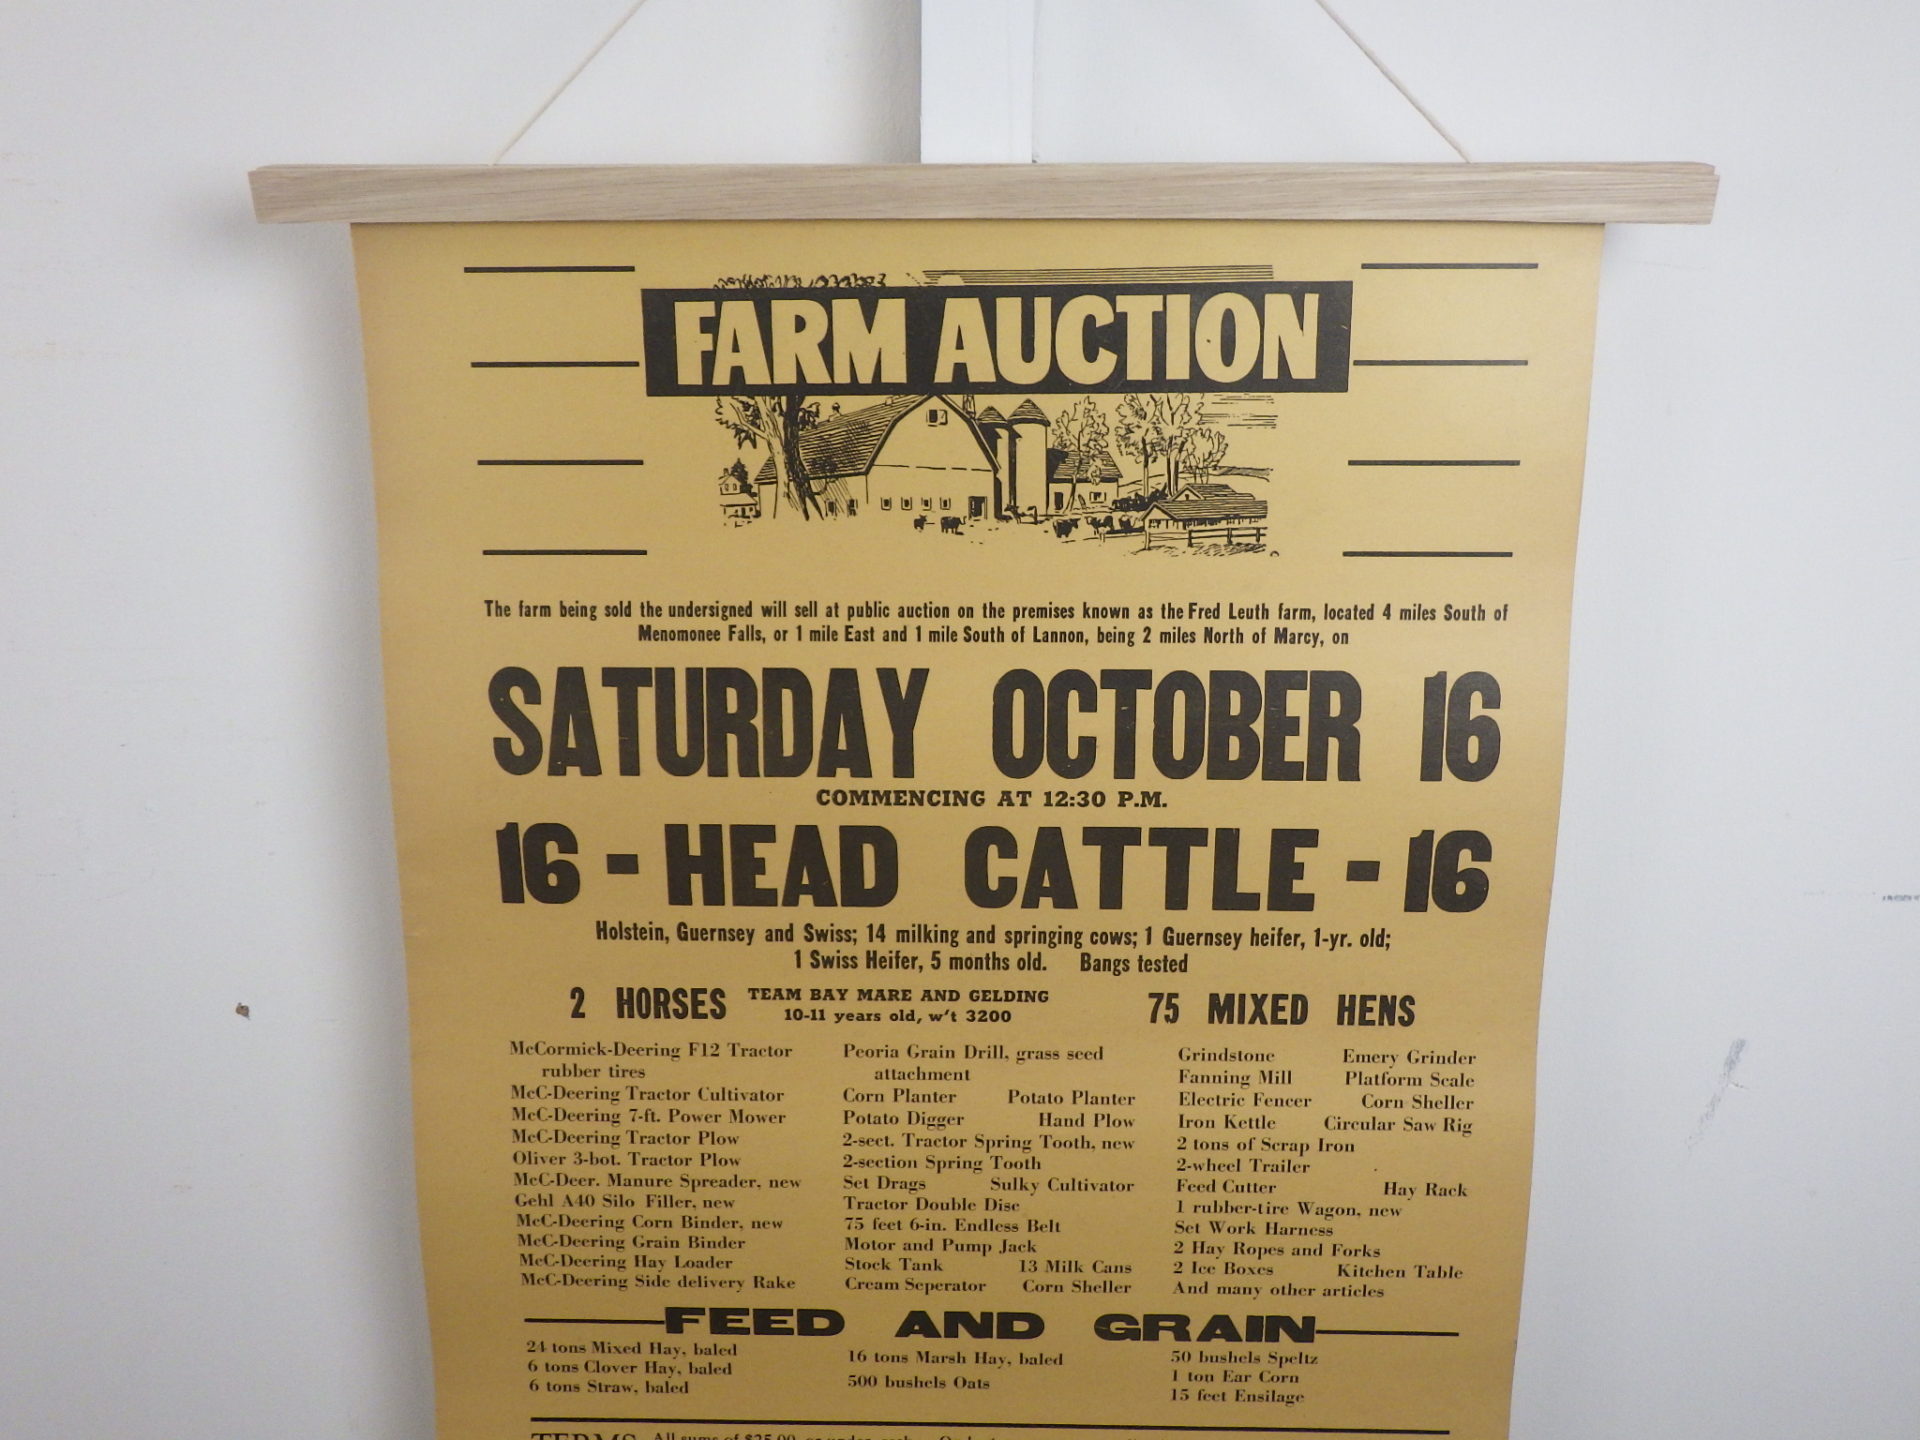 FARM AUCTION
The farm being sold the undersigned will sell at public auction on the premises known as the Fred Leuth farm, located 4 miles South of
Menomonee Falls, or 1 mile East and 1 mile South of Lannon, being 2 miles North of Marcy, on
SATURDAY OCTOBER 16
COMMENCING AT 12:30 P.M.
16 - HEAD CATTLE - 16
Holstein, Guernsey and Swiss; 14 milking and springing cows; 1 Guernsey heifer, 1-yr. old;
1 Swiss Heifer, 5 months old. Bangs tested
2 HORSES
TEAM BAY MARE AND GELDING
10-11 years old, w't 3200
75 MIXED HENS
McCormick-Deering F12 Tractor
rubber tires
McC-Deering Tractor Cultivator
McC-Deering 7-ft. Power Mower
McC-Deering Tractor Plow
Oliver 3-bot. Tractor Plow
McC-Deer. Manure Spreader, new
Gehl A40 Silo Filler, new
McC-Deering Corn Binder, new
McC-Deering Grain Binder
McC-Deering Hay Loader
McC-Deering Side delivery Rake
Peoria Grain Drill, grass seed
attachment
Corn Planter Potato Planter
Potato Digger Hand Plow
2-sect. Tractor Spring Tooth, new
2-section Spring Tooth
Set Drags Sulky Cultivator
Tractor Double Disc
75 feet 6-in. Endless Belt
Motor and Pump Jack
Stock Tank 13 Milk Cans
Cream Seperator Corn Sheller
Grindstone Emery Grinder
Fanning Mill Platform Scale
Electric Fencer Corn Sheller
Iron Kettle Circular Saw Rig
2 tons of Scrap Iron
2-wheel Trailer
Feed Cutter Hay Rack
1 rubber-tire Wagon, new
Set Work Harness
2 Hay Ropes and Forks
2 Ice Boxes Kitchen Table
And many other articles
FEED AND GRAIN
24 tons Mixed Hay, baled
6 tons Clover Hay, baled
6 tons Straw, baled
16 tons Marsh Hay, baled
500 bushels Oats
50 bushels Speltz
1 ton Ear Corn
15 feet Ensilage
TERMS All sums of $25.00 or under, cash.